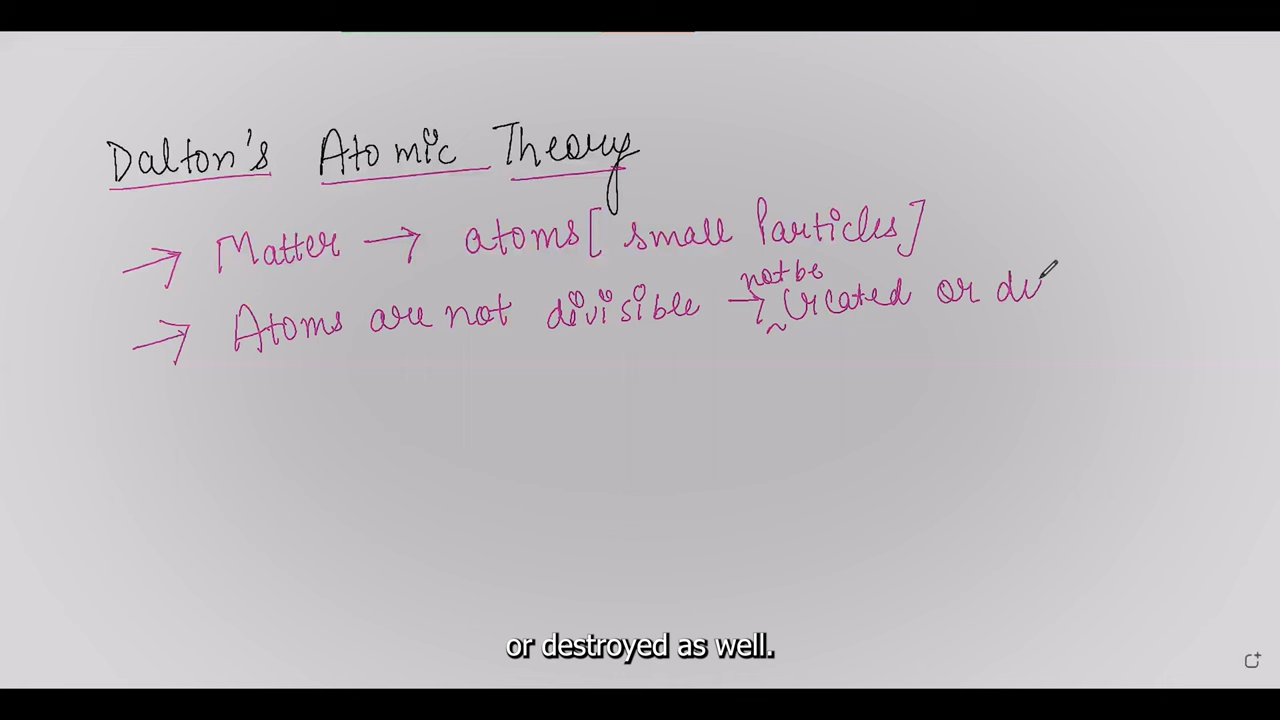 Dalton's Atomic Theory
→ Matter → atoms [small Particles]
not be
→ Atoms are not divisible → Created or de
or destroyed as well.